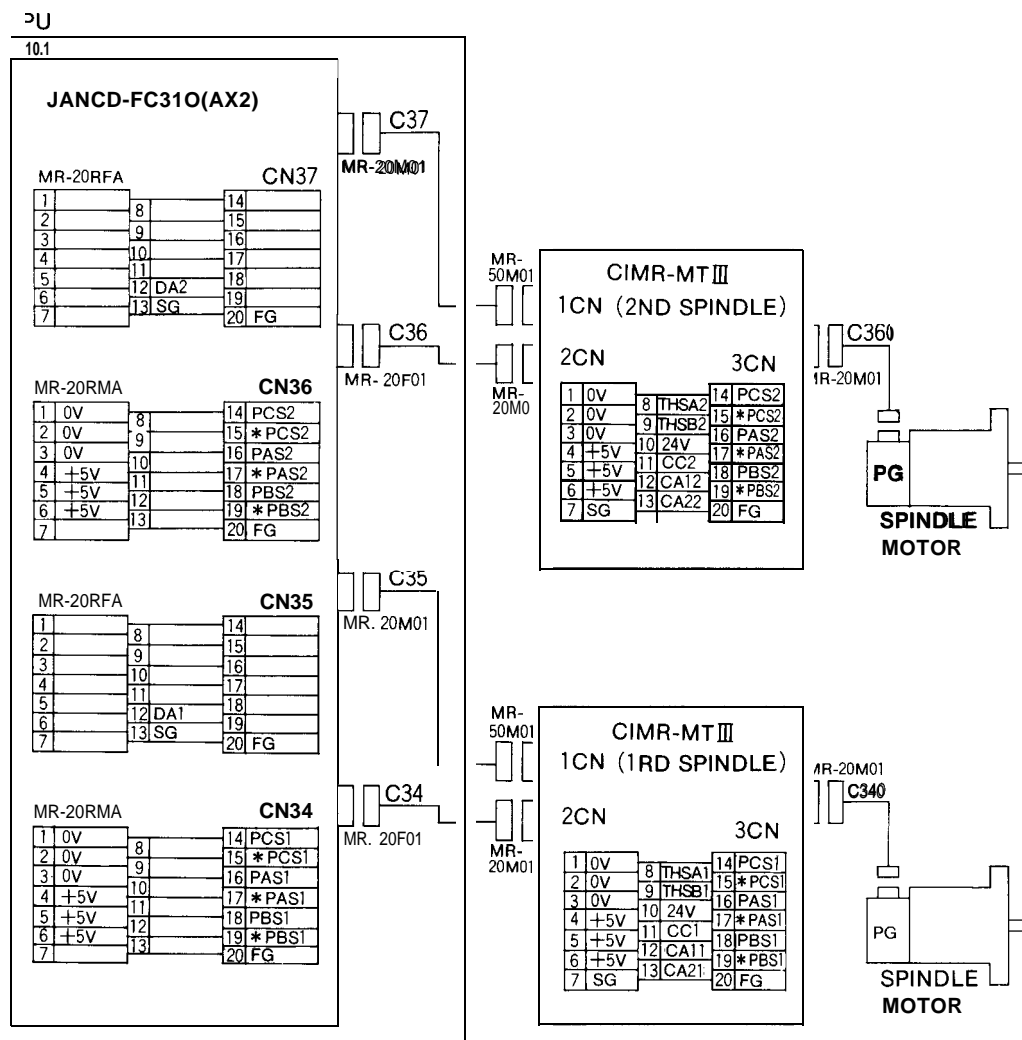 PU
10.1
JANCD-FC31O(AX2)
C37
MR-20M01
MR-20RFA CN37
1 8 14
2 9 15
3 10 16
4 11 17
5 12 DA2 18
6 13 SG 19
7 20 FG
C36
MR- 20F01
MR-20RMA CN36
1 0V 8 14 PCS2
2 0V 9 15 *PCS2
3 0V 10 16 PAS2
4 +5V 11 17 *PAS2
5 +5V 12 18 PBS2
6 +5V 13 19 *PBS2
7 20 FG
C35
MR. 20M01
MR-20RFA CN35
1 8 14
2 9 15
3 10 16
4 11 17
5 12 DA1 18
6 13 SG 19
7 20 FG
C34
MR. 20F01
MR-20RMA CN34
1 0V 8 14 PCS1
2 0V 9 15 *PCS1
3 0V 10 16 PAS1
4 +5V 11 17 *PAS1
5 +5V 12 18 PBS1
6 +5V 13 19 *PBS1
7 20 FG
MR-
50M01
MR-
20M0
CIMR-MTⅢ
1CN (2ND SPINDLE)
2CN 3CN
1 0V 8 THSA2 14 PCS2
2 0V 9 THSB2 15 *PCS2
3 0V 10 24V 16 PAS2
4 +5V 11 CC2 17 *PAS2
5 +5V 12 CA12 18 PBS2
6 +5V 13 CA22 19 *PBS2
7 SG 20 FG
C360
IR-20M01
PG
SPINDLE
MOTOR
MR-
50M01
MR-
20M01
CIMR-MTⅢ
1CN (1RD SPINDLE)
2CN 3CN
1 0V 8 THSA1 14 PCS1
2 0V 9 THSB1 15 *PCS1
3 0V 10 24V 16 PAS1
4 +5V 11 CC1 17 *PAS1
5 +5V 12 CA11 18 PBS1
6 +5V 13 CA21 19 *PBS1
7 SG 20 FG
MR-20M01
C340
PG
SPINDLE
MOTOR